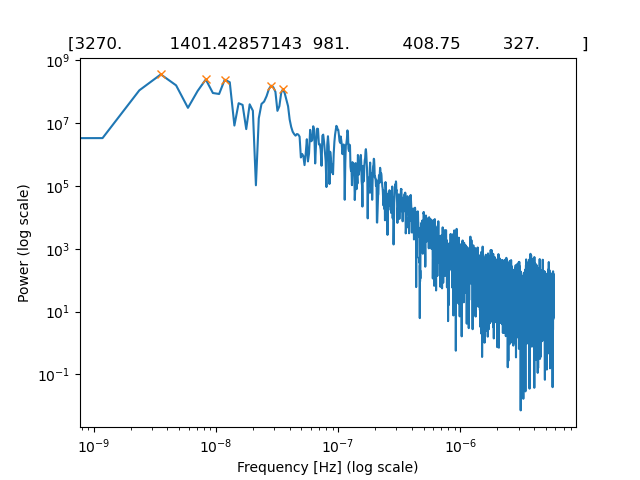 [3270. 1401.42857143 981. 408.75 327. ]
10⁹
10⁷
10⁵
10³
10¹
10⁻¹
Power (log scale)
10⁻⁹ 10⁻⁸ 10⁻⁷ 10⁻⁶
Frequency [Hz] (log scale)